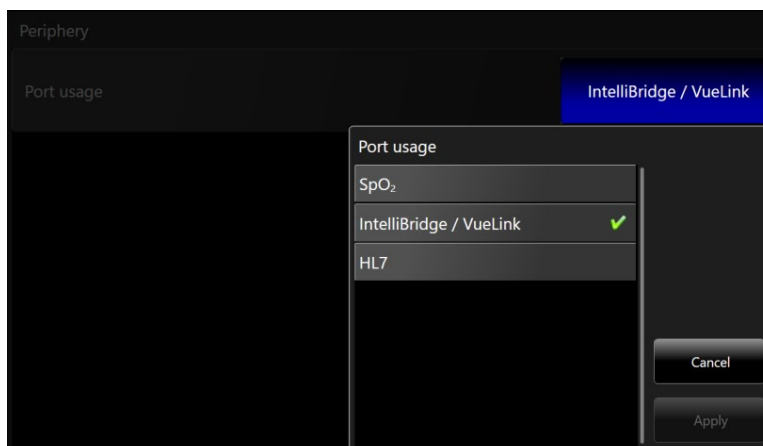 Periphery
Port usage
IntelliBridge / VueLink
Port usage
SpO₂
IntelliBridge / VueLink
HL7
Cancel
Apply